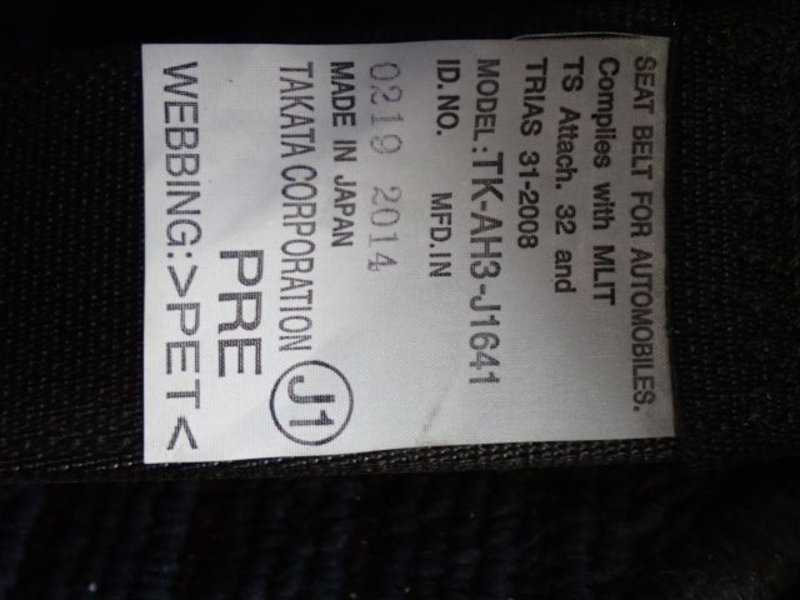 SEAT BELT FOR AUTOMOBILES.
Complies with MLIT
TS Attach. 32 and
TRIAS 31-2008
MODEL:TK-AH3-J1641
ID.NO. MFD.IN
0219 2014
MADE IN JAPAN
TAKATA CORPORATION J1
PRE
WEBBING:>PET<